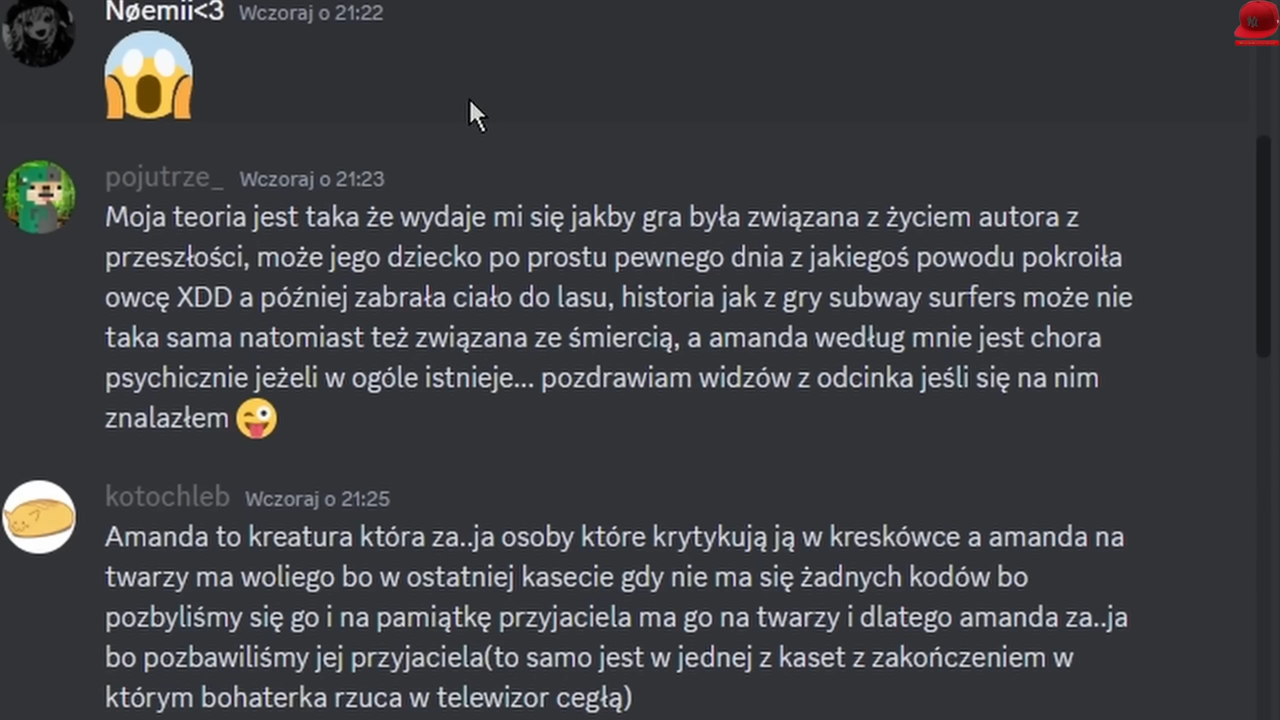 Nøemii<3 Wczoraj o 21:22
pojutrze_ Wczoraj o 21:23
Moja teoria jest taka że wydaje mi się jakby gra była związana z życiem autora z
przeszłości, może jego dziecko po prostu pewnego dnia z jakiegoś powodu pokroiła
owcę XDD a później zabrała ciało do lasu, historia jak z gry subway surfers może nie
taka sama natomiast też związana ze śmiercią, a amanda według mnie jest chora
psychicznie jeżeli w ogóle istnieje... pozdrawiam widzów z odcinka jeśli się na nim
znalazłem 😜
kotochleb Wczoraj o 21:25
Amanda to kreatura która za..ja osoby które krytykują ją w kreskówce a amanda na
twarzy ma woliego bo w ostatniej kasecie gdy nie ma się żadnych kodów bo
pozbyliśmy się go i na pamiątkę przyjaciela ma go na twarzy i dlatego amanda za..ja
bo pozbawiliśmy jej przyjaciela(to samo jest w jednej z kaset z zakończeniem w
którym bohaterka rzuca w telewizor cegłą)